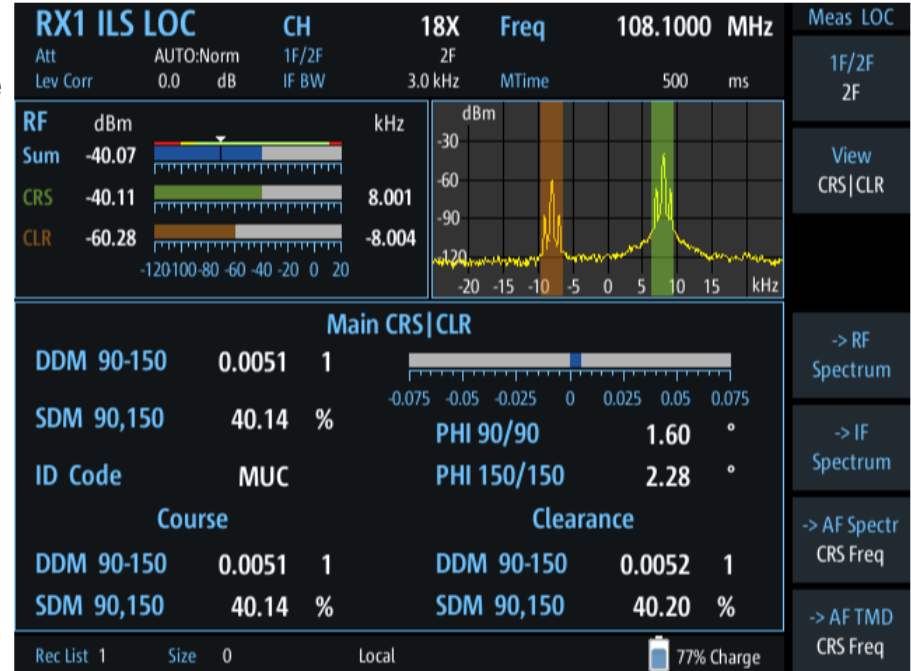 RX1 ILS LOC CH 18X Freq 108.1000 MHz
Att AUTO:Norm 1F/2F 2F
Lev Corr 0.0 dB IF BW 3.0 kHz MTime 500 ms
Meas LOC
1F/2F
2F
View
CRS|CLR
-> RF
Spectrum
-> IF
Spectrum
-> AF Spectr
CRS Freq
-> AF TMD
CRS Freq
RF dBm kHz
Sum -40.07
CRS -40.11 8.001
CLR -60.28 -8.004
-120 -100 -80 -60 -40 -20 0 20
dBm
-30
-60
-90
-120
-20 -15 -10 -5 0 5 10 15 kHz
Main CRS|CLR
DDM 90-150 0.0051 1
-0.075 -0.05 -0.025 0 0.025 0.05 0.075
SDM 90,150 40.14 %
PHI 90/90 1.60 °
ID Code MUC
PHI 150/150 2.28 °
Course
DDM 90-150 0.0051 1
SDM 90,150 40.14 %
Clearance
DDM 90-150 0.0052 1
SDM 90,150 40.20 %
Rec List 1 Size 0 Local 77% Charge